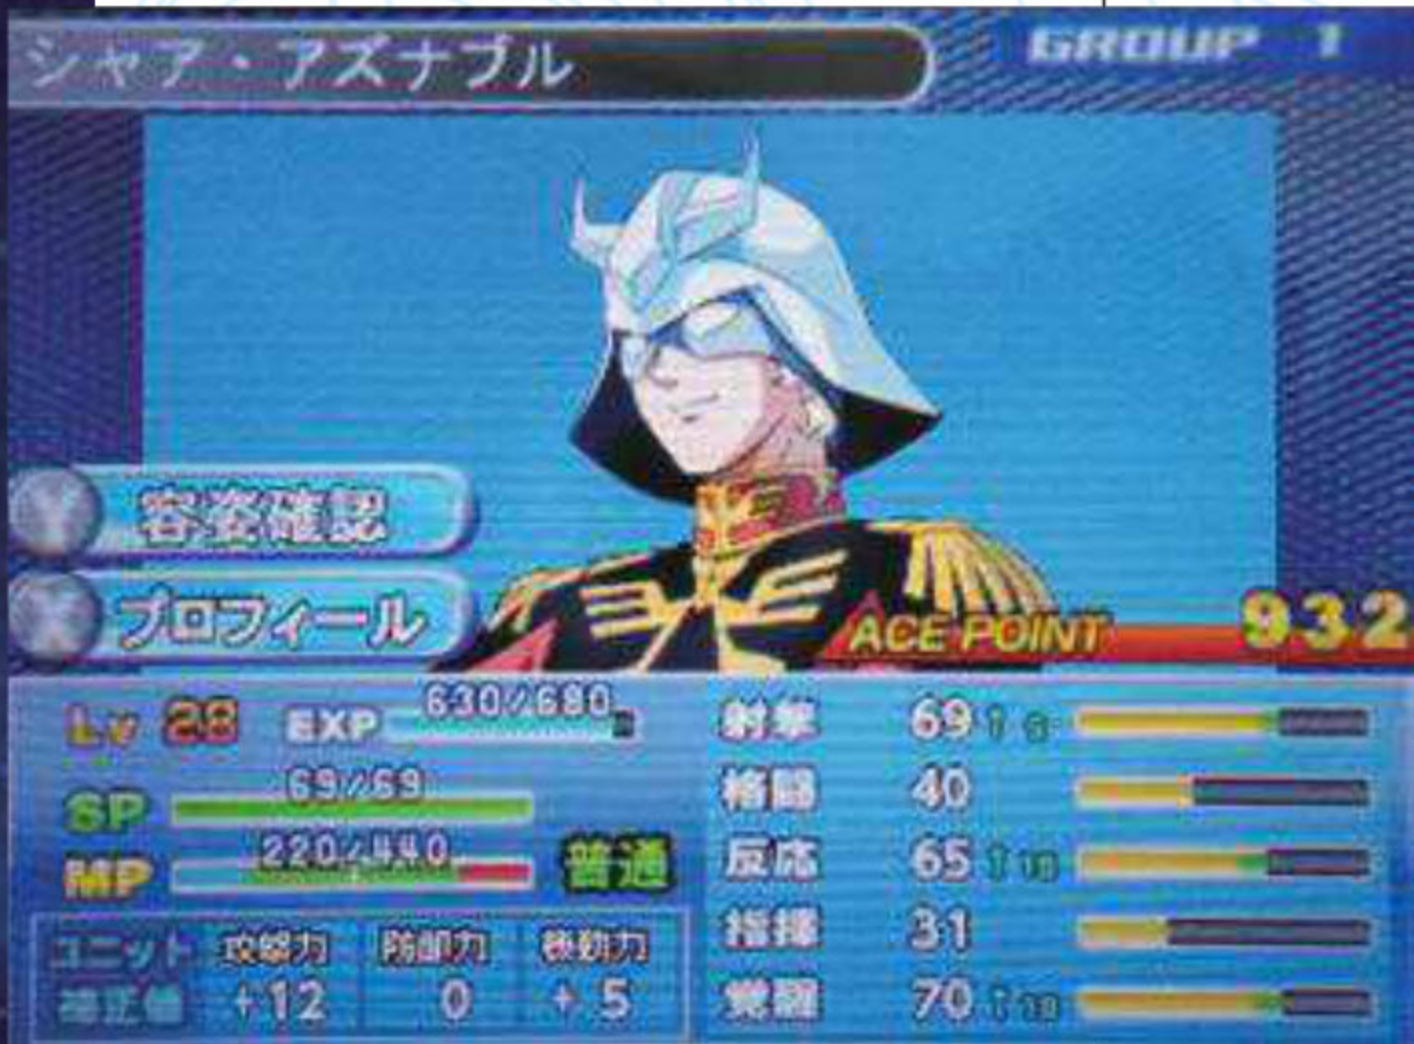 シャア・アズナブル
GROUP 1
Y 容姿確認
X プロフィール
ACE POINT 932
Lv 28 EXP 630/680
SP 69/69
MP 220/440 普通
ユニット 攻撃力 防御力 移動力
補正値 +12 0 +5
射撃 69
格闘 40
反応 65
指揮 31
覚醒 70